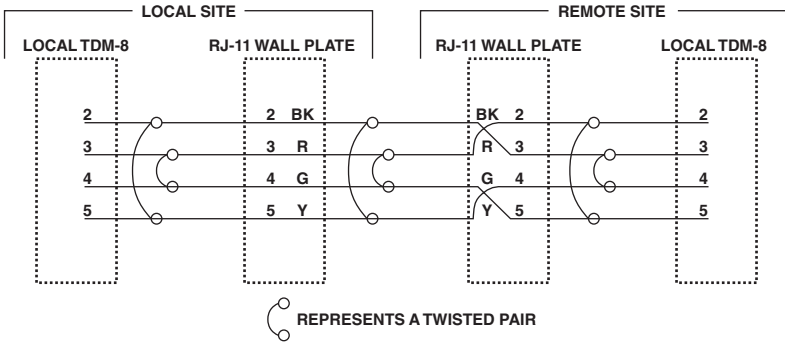 LOCAL SITE REMOTE SITE
LOCAL TDM-8 RJ-11 WALL PLATE RJ-11 WALL PLATE LOCAL TDM-8
2 2 BK BK 2 2
3 3 R R 3 3
4 4 G G 4 4
5 5 Y Y 5 5
REPRESENTS A TWISTED PAIR